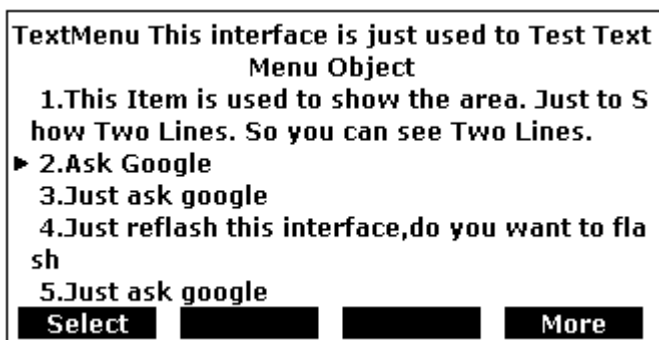 TextMenu This interface is just used to Test Text
Menu Object
1.This Item is used to show the area. Just to S
how Two Lines. So you can see Two Lines.
2.Ask Google
3.Just ask google
4.Just reflash this interface,do you want to fla
sh
5.Just ask google
Select More